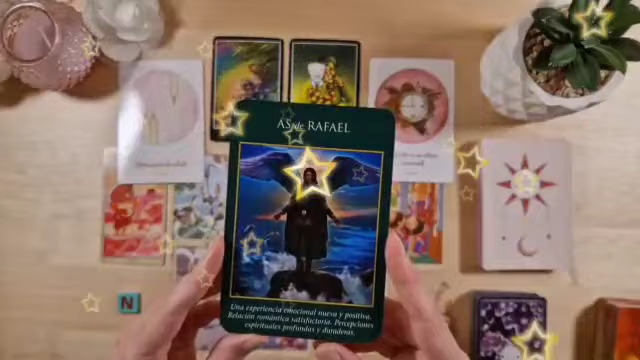 AS de RAFAEL
Una experiencia emocional nueva y positiva.
Relación romántica satisfactoria. Percepciones
espirituales profundas y duraderas.
N